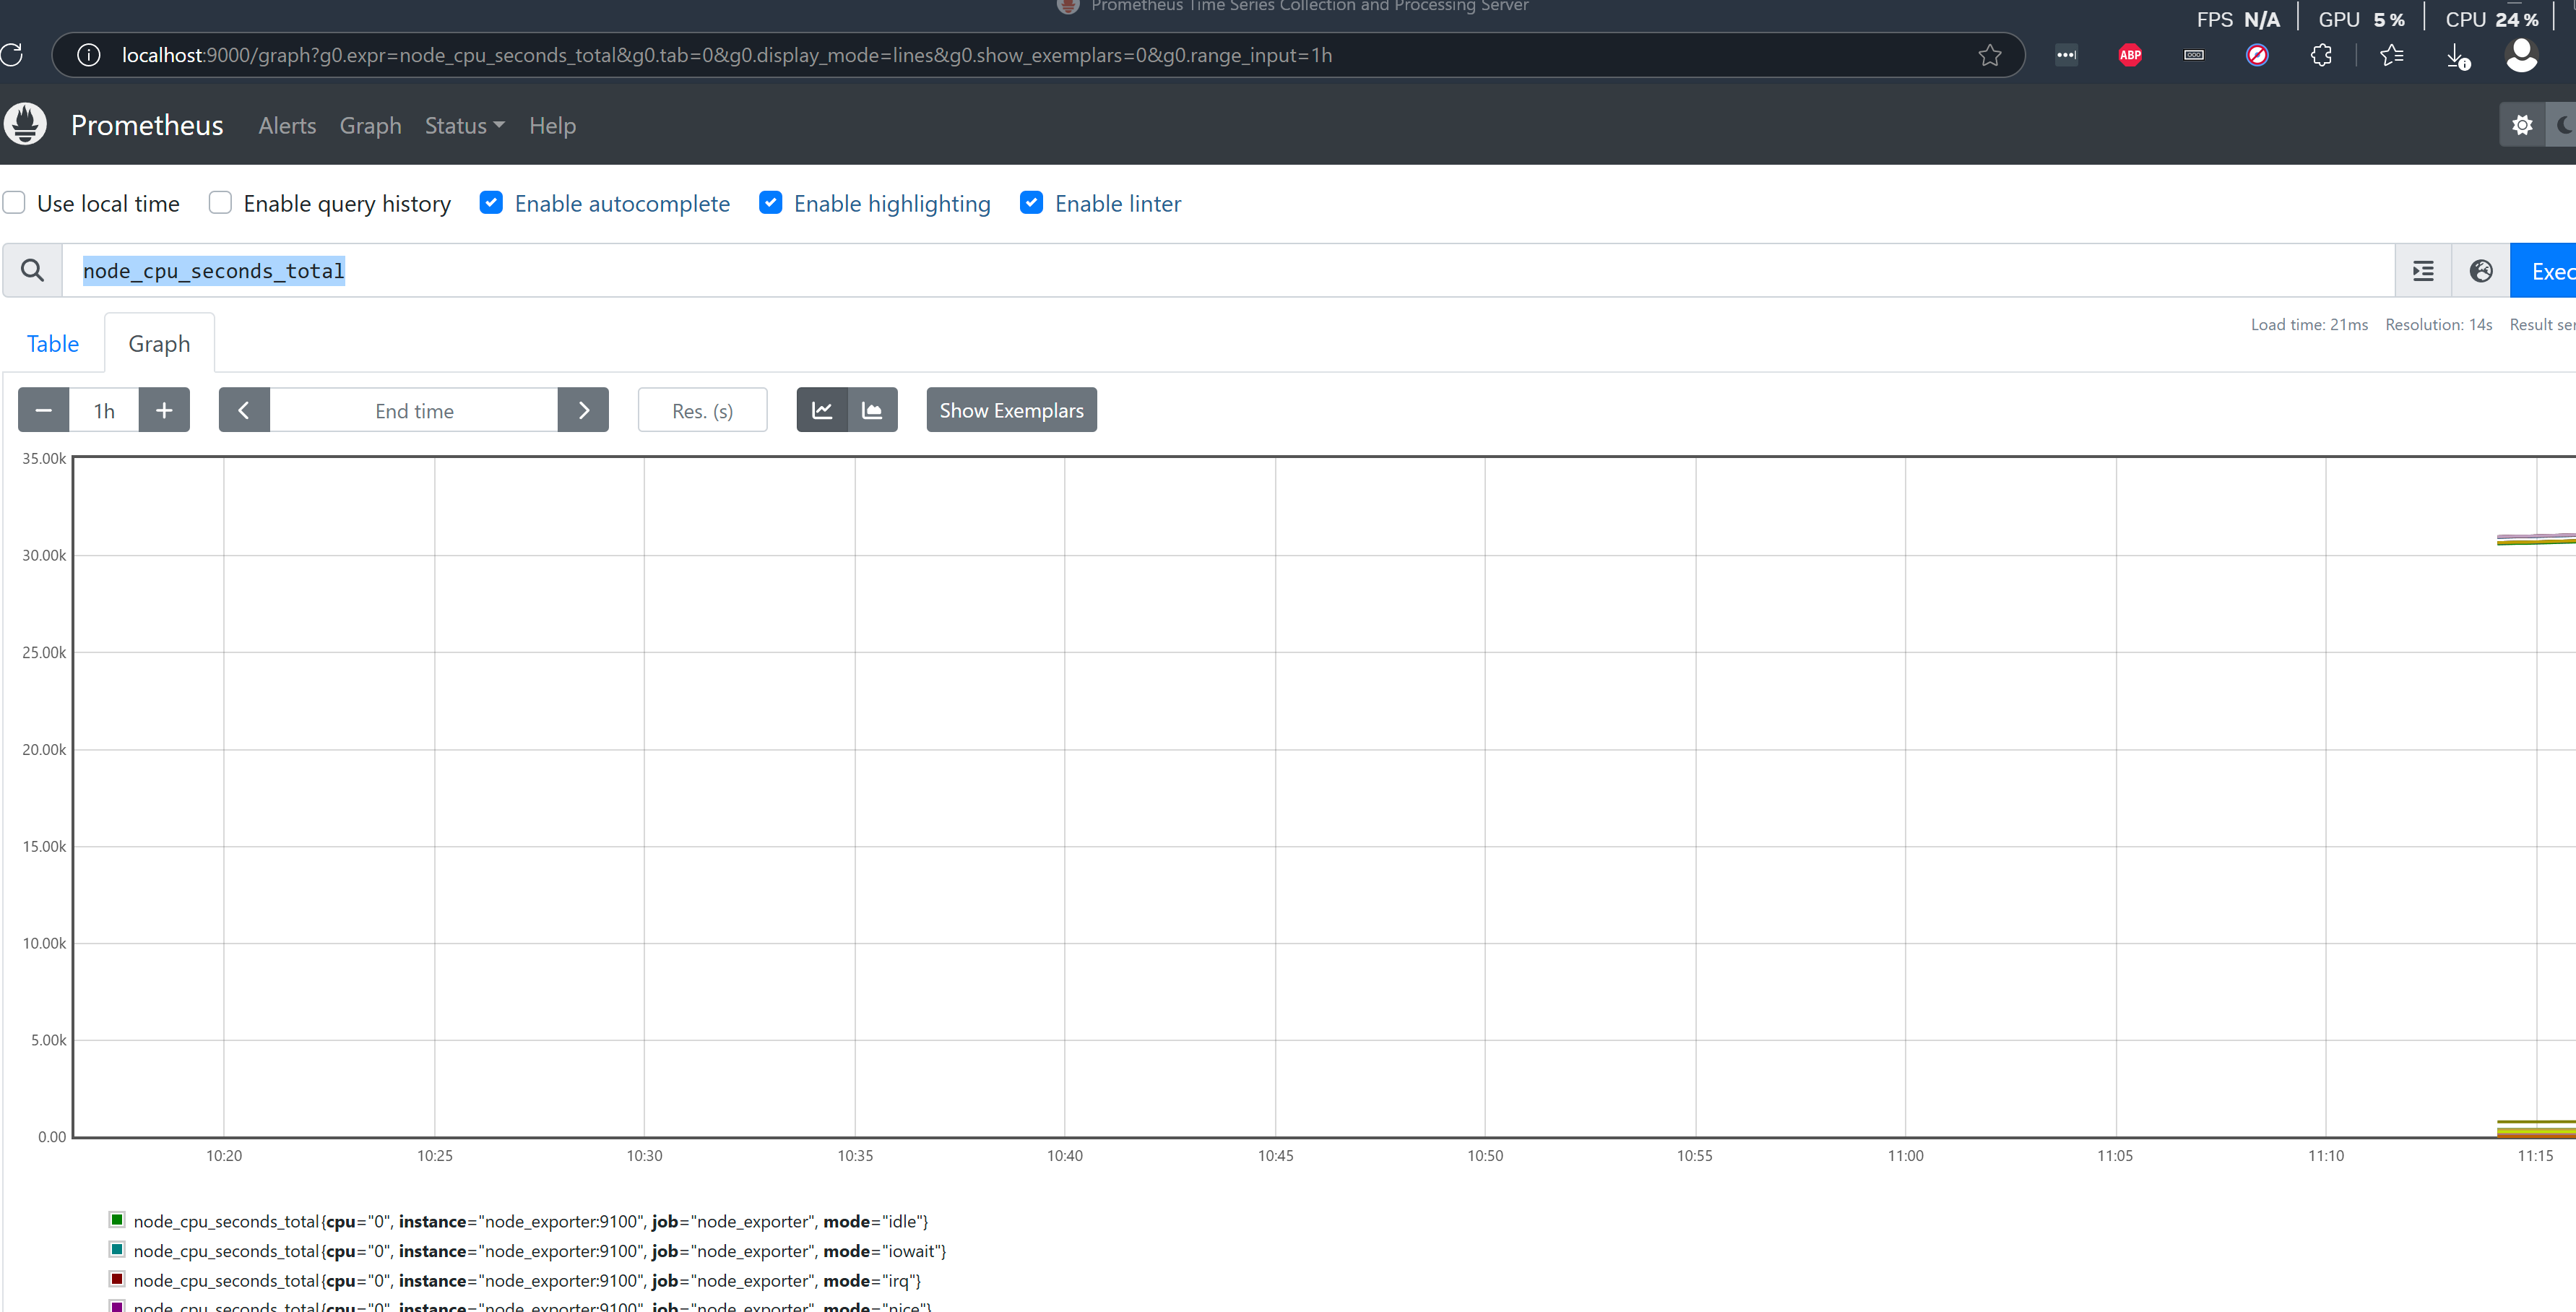 Prometheus Time Series Collection and Processing Server
FPS N/A GPU 5 % CPU 24 %
localhost:9000/graph?g0.expr=node_cpu_seconds_total&g0.tab=0&g0.display_mode=lines&g0.show_exemplars=0&g0.range_input=1h
ABP
Prometheus Alerts Graph Status Help
Use local time Enable query history Enable autocomplete Enable highlighting Enable linter
node_cpu_seconds_total
Load time: 21ms Resolution: 14s Result
Table Graph
1h End time Res. (s) Show Exemplars
35.00k
30.00k
25.00k
20.00k
15.00k
10.00k
5.00k
0.00
10:20 10:25 10:30 10:35 10:40 10:45 10:50 10:55 11:00 11:05 11:10 11:15
node_cpu_seconds_total{cpu="0", instance="node_exporter:9100", job="node_exporter", mode="idle"}
node_cpu_seconds_total{cpu="0", instance="node_exporter:9100", job="node_exporter", mode="iowait"}
node_cpu_seconds_total{cpu="0", instance="node_exporter:9100", job="node_exporter", mode="irq"}
node_cpu_seconds_total{cpu="0", instance="node_exporter:9100", job="node_exporter", mode="nice"}